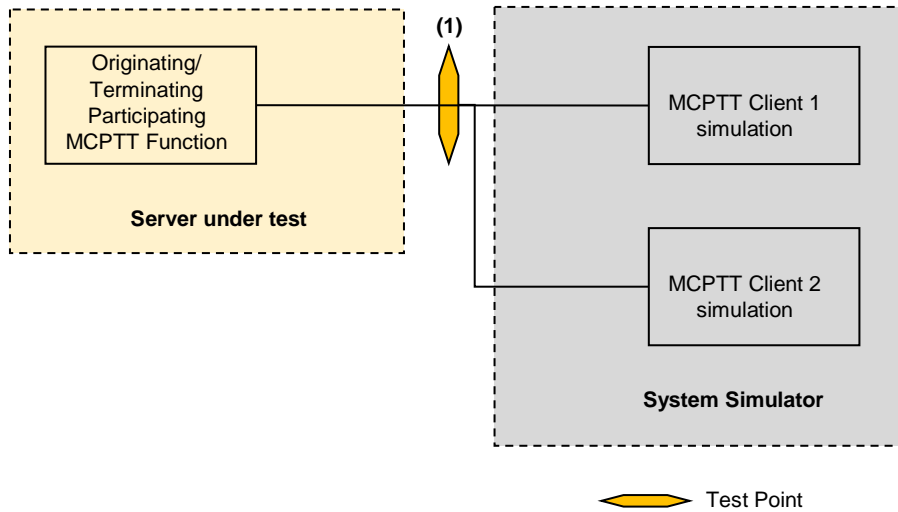 (1)
Originating/
Terminating
Participating
MCPTT Function
Server under test
MCPTT Client 1
simulation
MCPTT Client 2
simulation
System Simulator
Test Point